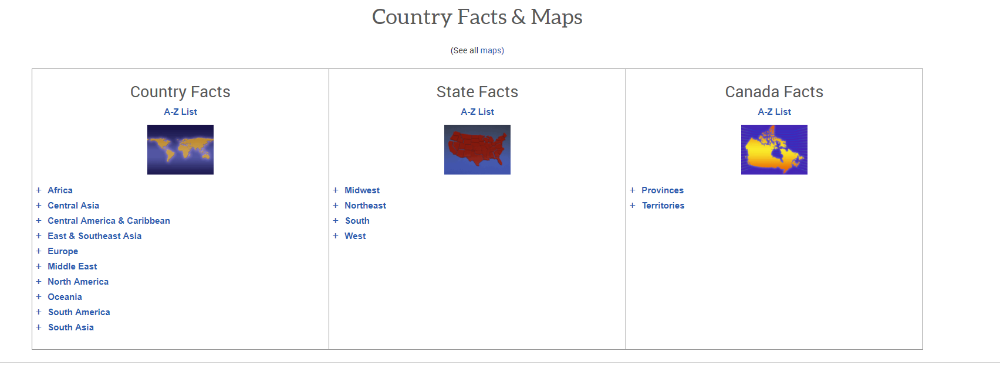 Country Facts & Maps
(See all maps)
Country Facts
A-Z List
+ Africa
+ Central Asia
+ Central America & Caribbean
+ East & Southeast Asia
+ Europe
+ Middle East
+ North America
+ Oceania
+ South America
+ South Asia
State Facts
A-Z List
+ Midwest
+ Northeast
+ South
+ West
Canada Facts
A-Z List
+ Provinces
+ Territories